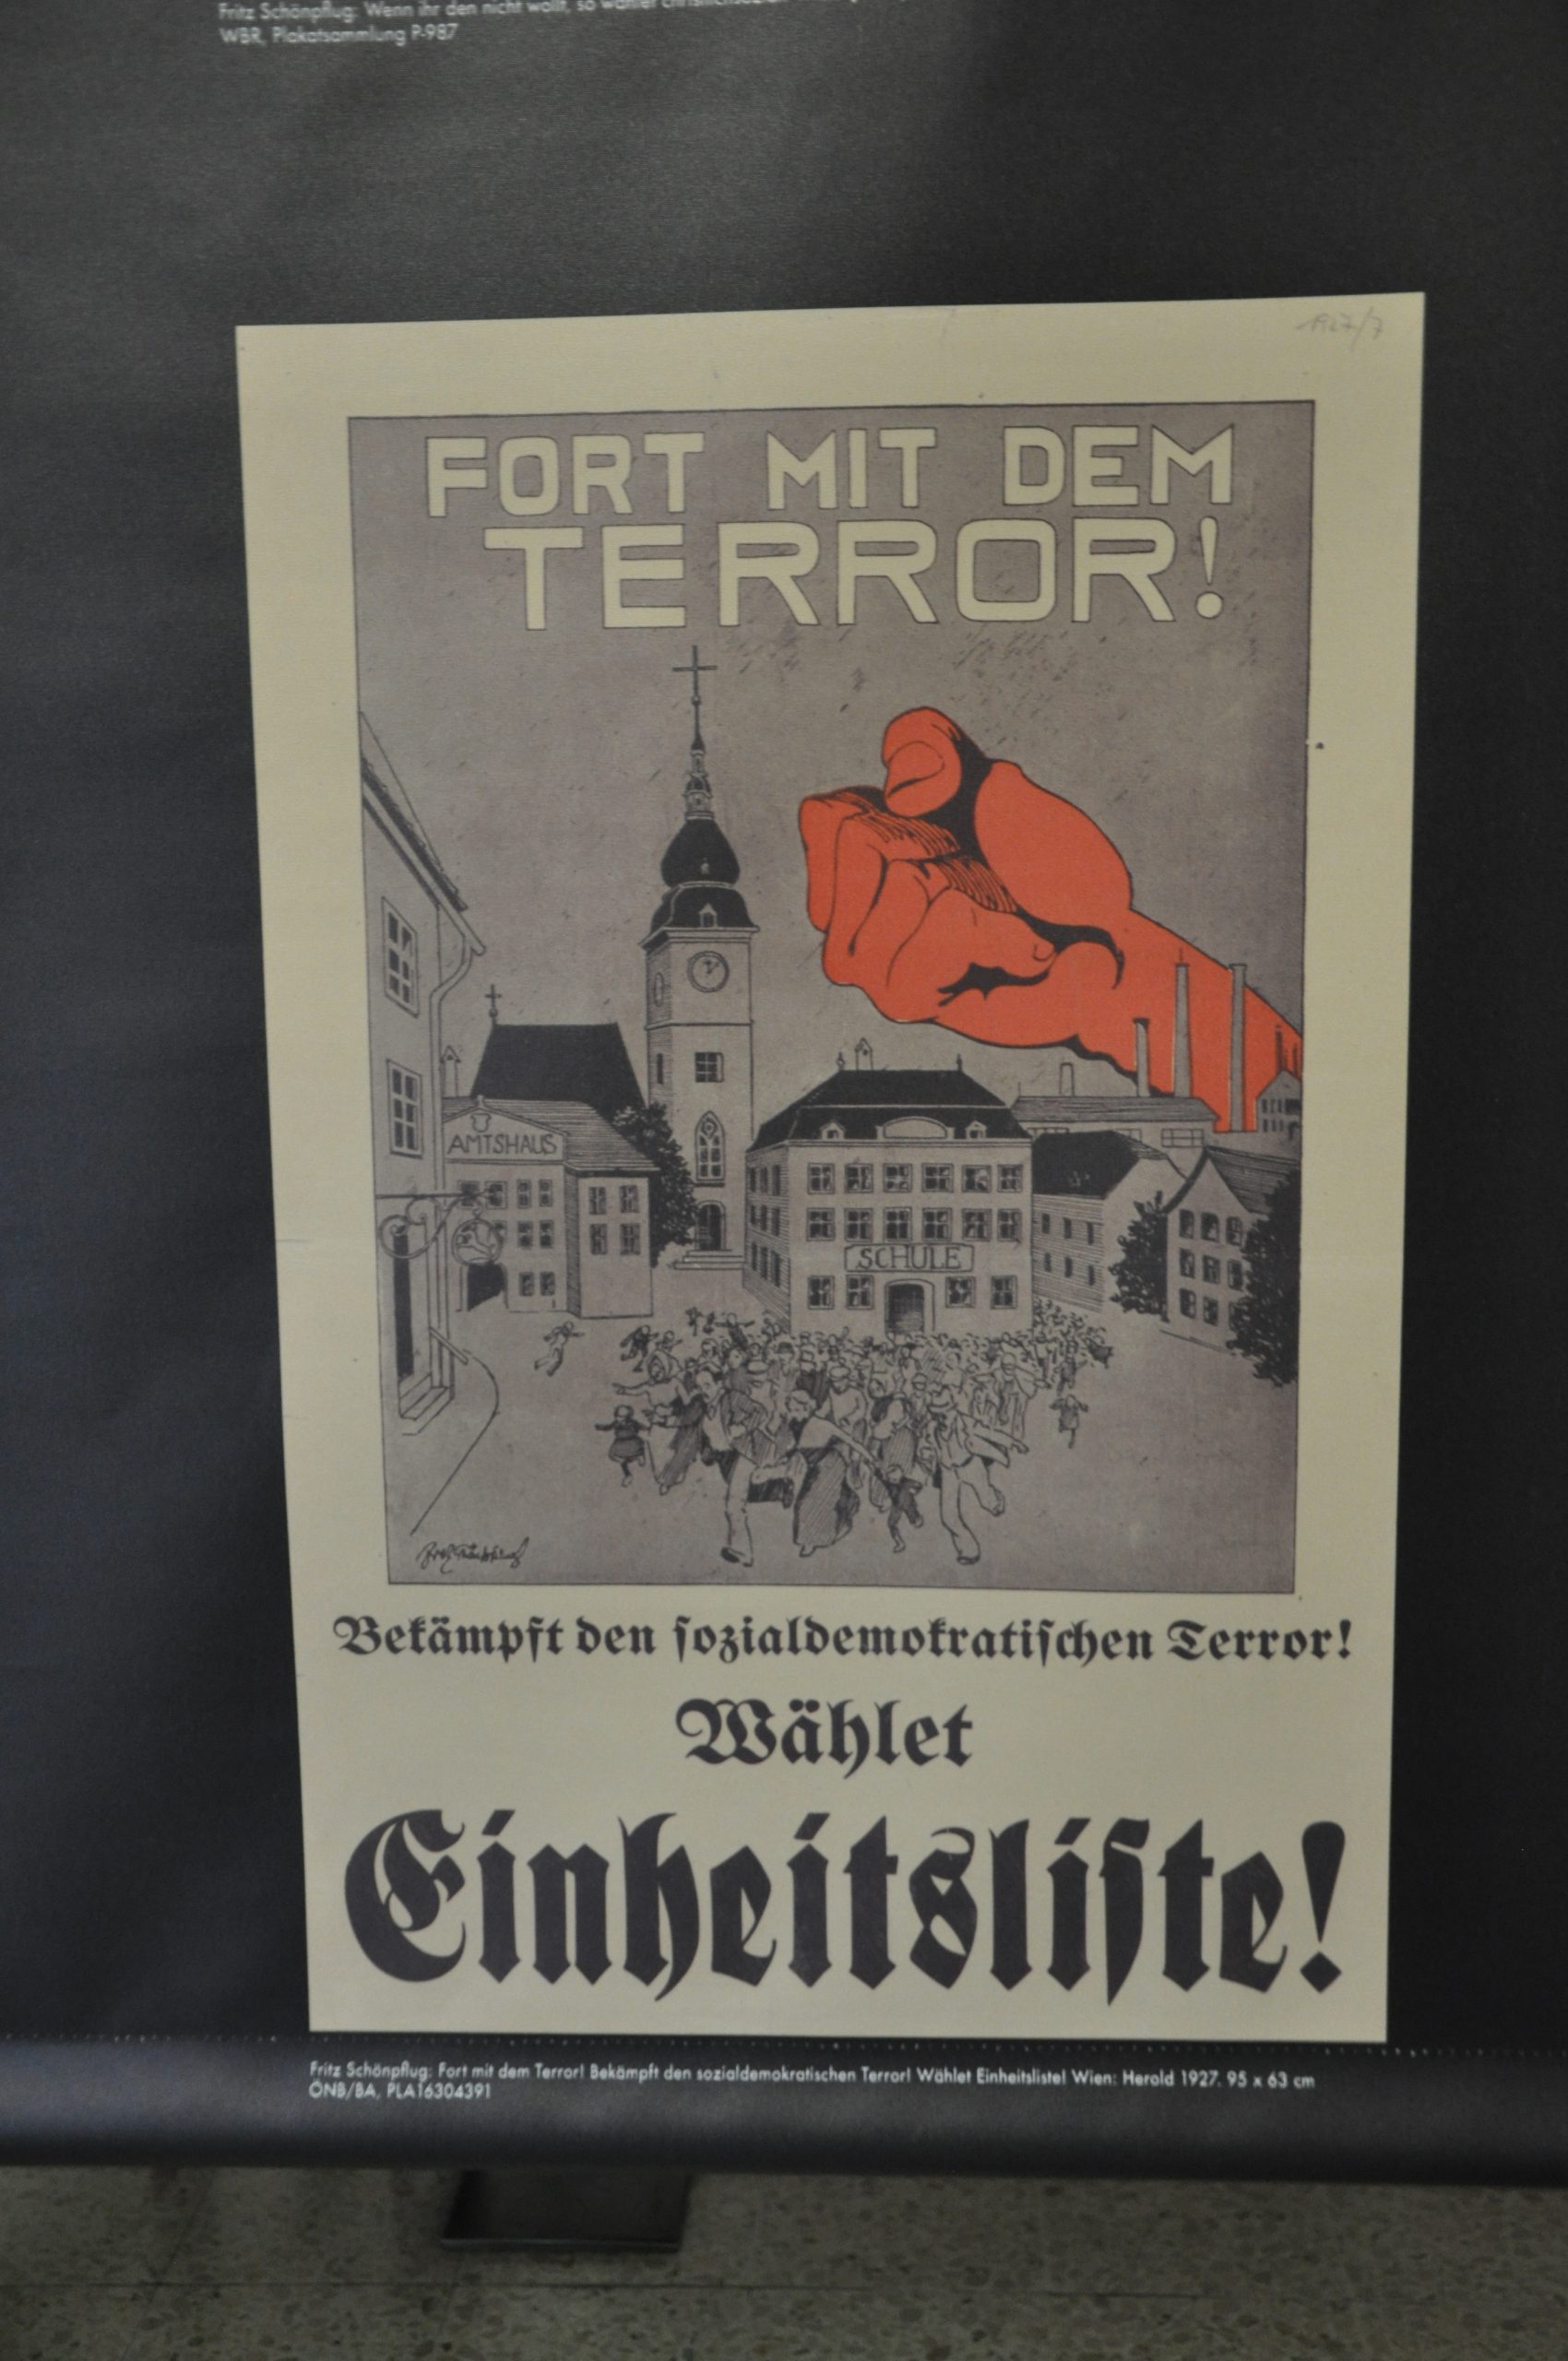 Fritz Schönpflug: Wenn ihr den nicht wollt, so wählet
WBR, Plakatsammlung P-987
1927/7
FORT MIT DEM
TERROR!
AMTSHAUS
SCHULE
Bekämpft den sozialdemokratischen Terror!
Wählet
Einheitsliste!
Fritz Schönpflug: Fort mit dem Terror! Bekämpft den sozialdemokratischen Terror! Wählet Einheitsliste! Wien: Herold 1927. 95 x 63 cm
ÖNB/BA, PLA16304391